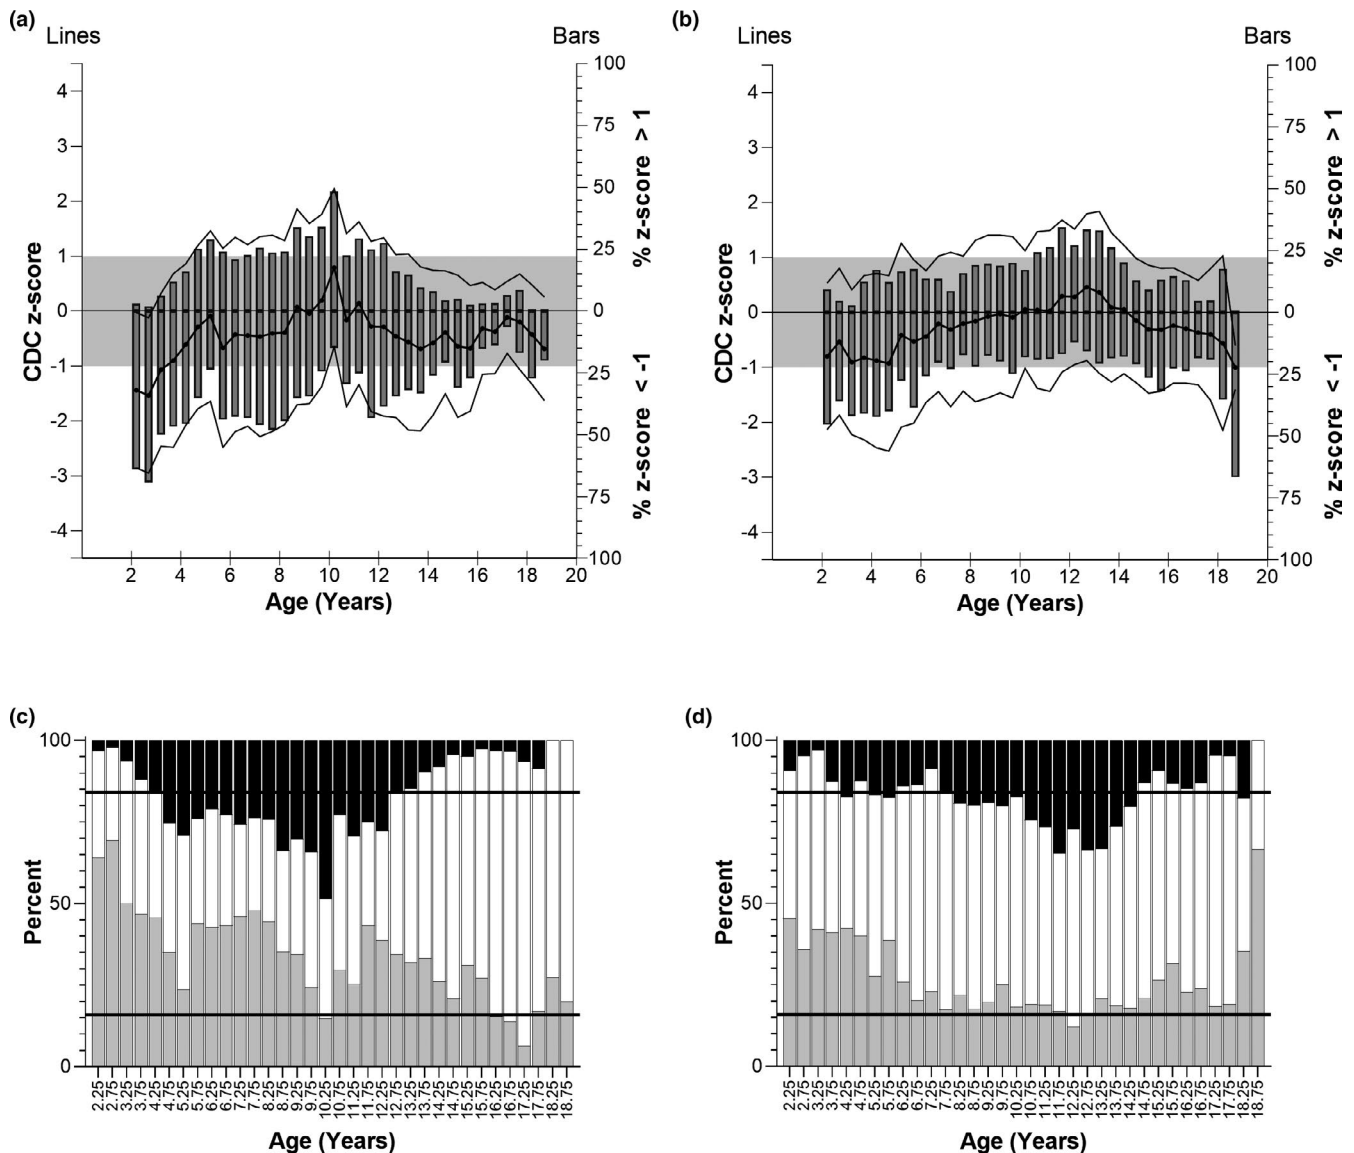 (a)
Lines
Bars
CDC z-score
4
3
2
1
0
-1
-2
-3
-4
100
75
50
25
0
25
50
75
100
% z-score > 1
% z-score < -1
2 4 6 8 10 12 14 16 18 20
Age (Years)
(b)
Lines
Bars
CDC z-score
4
3
2
1
0
-1
-2
-3
-4
100
75
50
25
0
25
50
75
100
% z-score > 1
% z-score < -1
2 4 6 8 10 12 14 16 18 20
Age (Years)
(c)
Percent
100
50
0
2.25 2.75 3.25 3.75 4.25 4.75 5.25 5.75 6.25 6.75 7.25 7.75 8.25 8.75 9.25 9.75 10.25 10.75 11.25 11.75 12.25 12.75 13.25 13.75 14.25 14.75 15.25 15.75 16.25 16.75 17.25 17.75 18.25 18.75
Age (Years)
(d)
Percent
100
50
0
2.25 2.75 3.25 3.75 4.25 4.75 5.25 5.75 6.25 6.75 7.25 7.75 8.25 8.75 9.25 9.75 10.25 10.75 11.25 11.75 12.25 12.75 13.25 13.75 14.25 14.75 15.25 15.75 16.25 16.75 17.25 17.75 18.25 18.75
Age (Years)